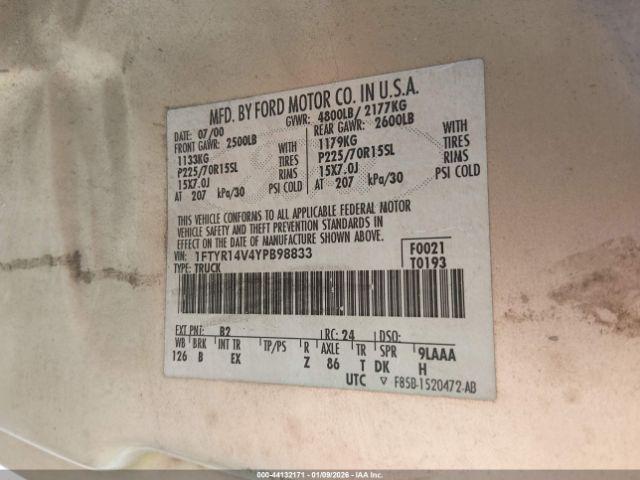 MFD. BY FORD MOTOR CO. IN U.S.A.
DATE: 07/00 GVWR: 4800LB/ 2177KG
FRONT GAWR: 2500LB REAR GAWR: 2600LB
1133KG WITH 1179KG WITH
P225/70R15SL TIRES P225/70R15SL TIRES
15X7.0J RIMS 15X7.0J RIMS
AT 207 kPa/30 PSI COLD AT 207 kPa/30 PSI COLD
THIS VEHICLE CONFORMS TO ALL APPLICABLE FEDERAL MOTOR
VEHICLE SAFETY AND THEFT PREVENTION STANDARDS IN
EFFECT ON THE DATE OF MANUFACTURE SHOWN ABOVE.
VIN: 1FTYR14V4YPB98833 F0021
TYPE: TRUCK T0193
EXT PNT: B2 RC: 24 DSO:
WB BRK INT TR TP/PS R AXLE TR SPR 9LAAA
126 B EX Z 86 T DK H
UTC ▽ F85B-1520472-AB
000-44132171 | 01/09/2026 - IAA Inc |